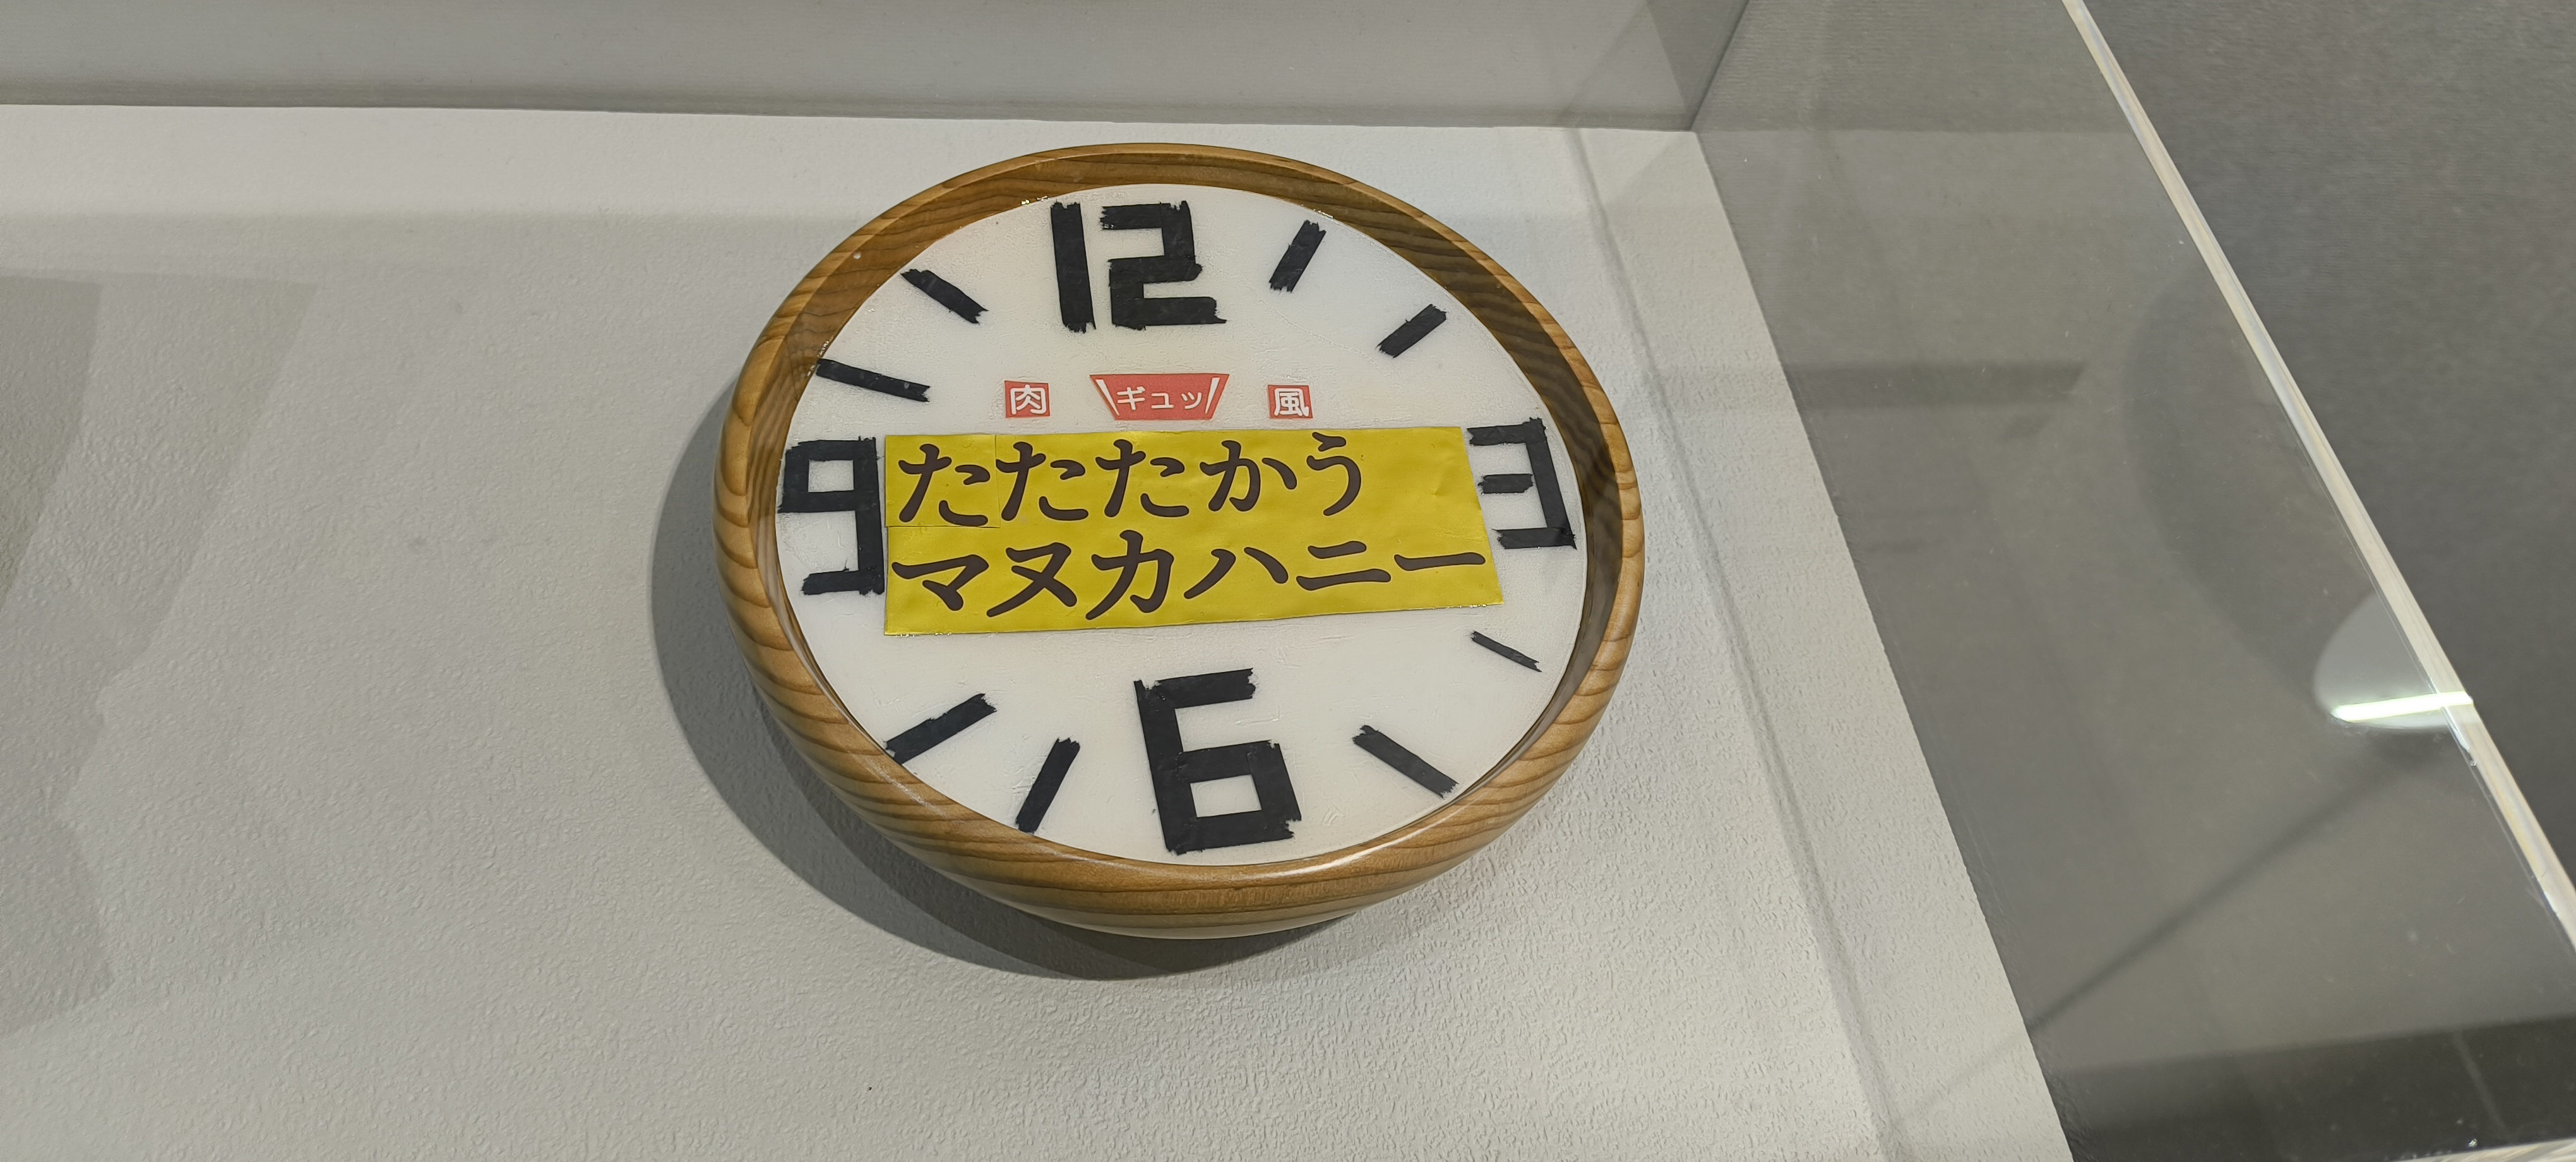 12
肉 ギュッ 風
9 たたたかう 3
マヌカハニー
6